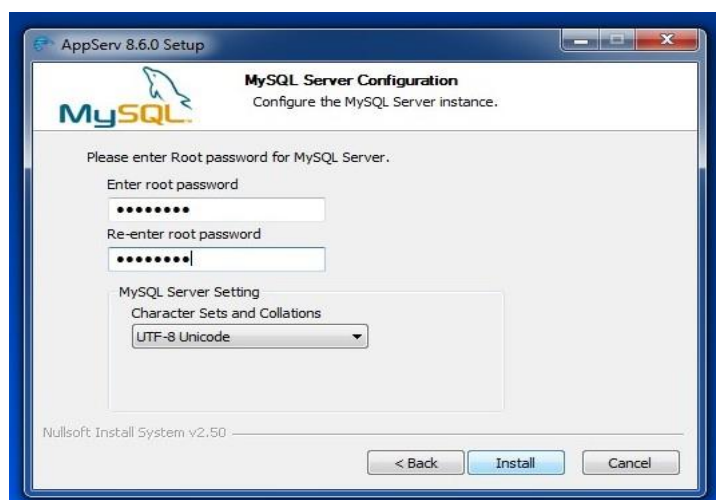 AppServ 8.6.0 Setup
MySQL Server Configuration
Configure the MySQL Server instance.
MySQL
Please enter Root password for MySQL Server.
Enter root password
••••••••
Re-enter root password
••••••••
MySQL Server Setting
Character Sets and Collations
UTF-8 Unicode
Nullsoft Install System v2.50
< Back
Install
Cancel